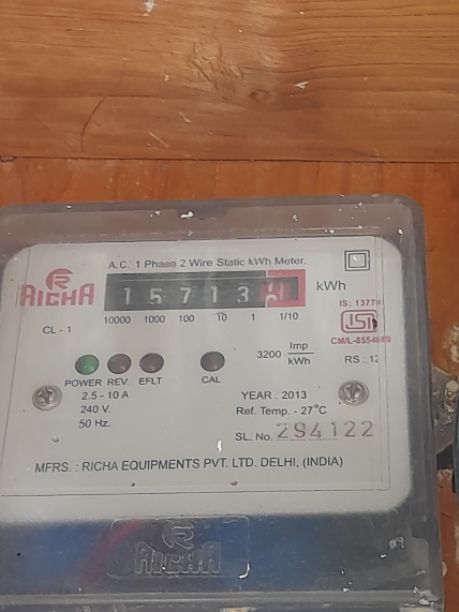 A.C. 1 Phase 2 Wire Static kWh Meter.
RICHA
1 5 7 1 3
kWh
10000 1000 100 10 1 1/10
IS: 13779
ISI
CL - 1
3200 Imp/kWh
RS : 12
POWER REV. EFLT CAL
2.5 - 10 A
240 V.
50 Hz.
YEAR : 2013
Ref. Temp. - 27°C
SL. No. 294122
MFRS. : RICHA EQUIPMENTS PVT. LTD. DELHI, (INDIA)
RICHA